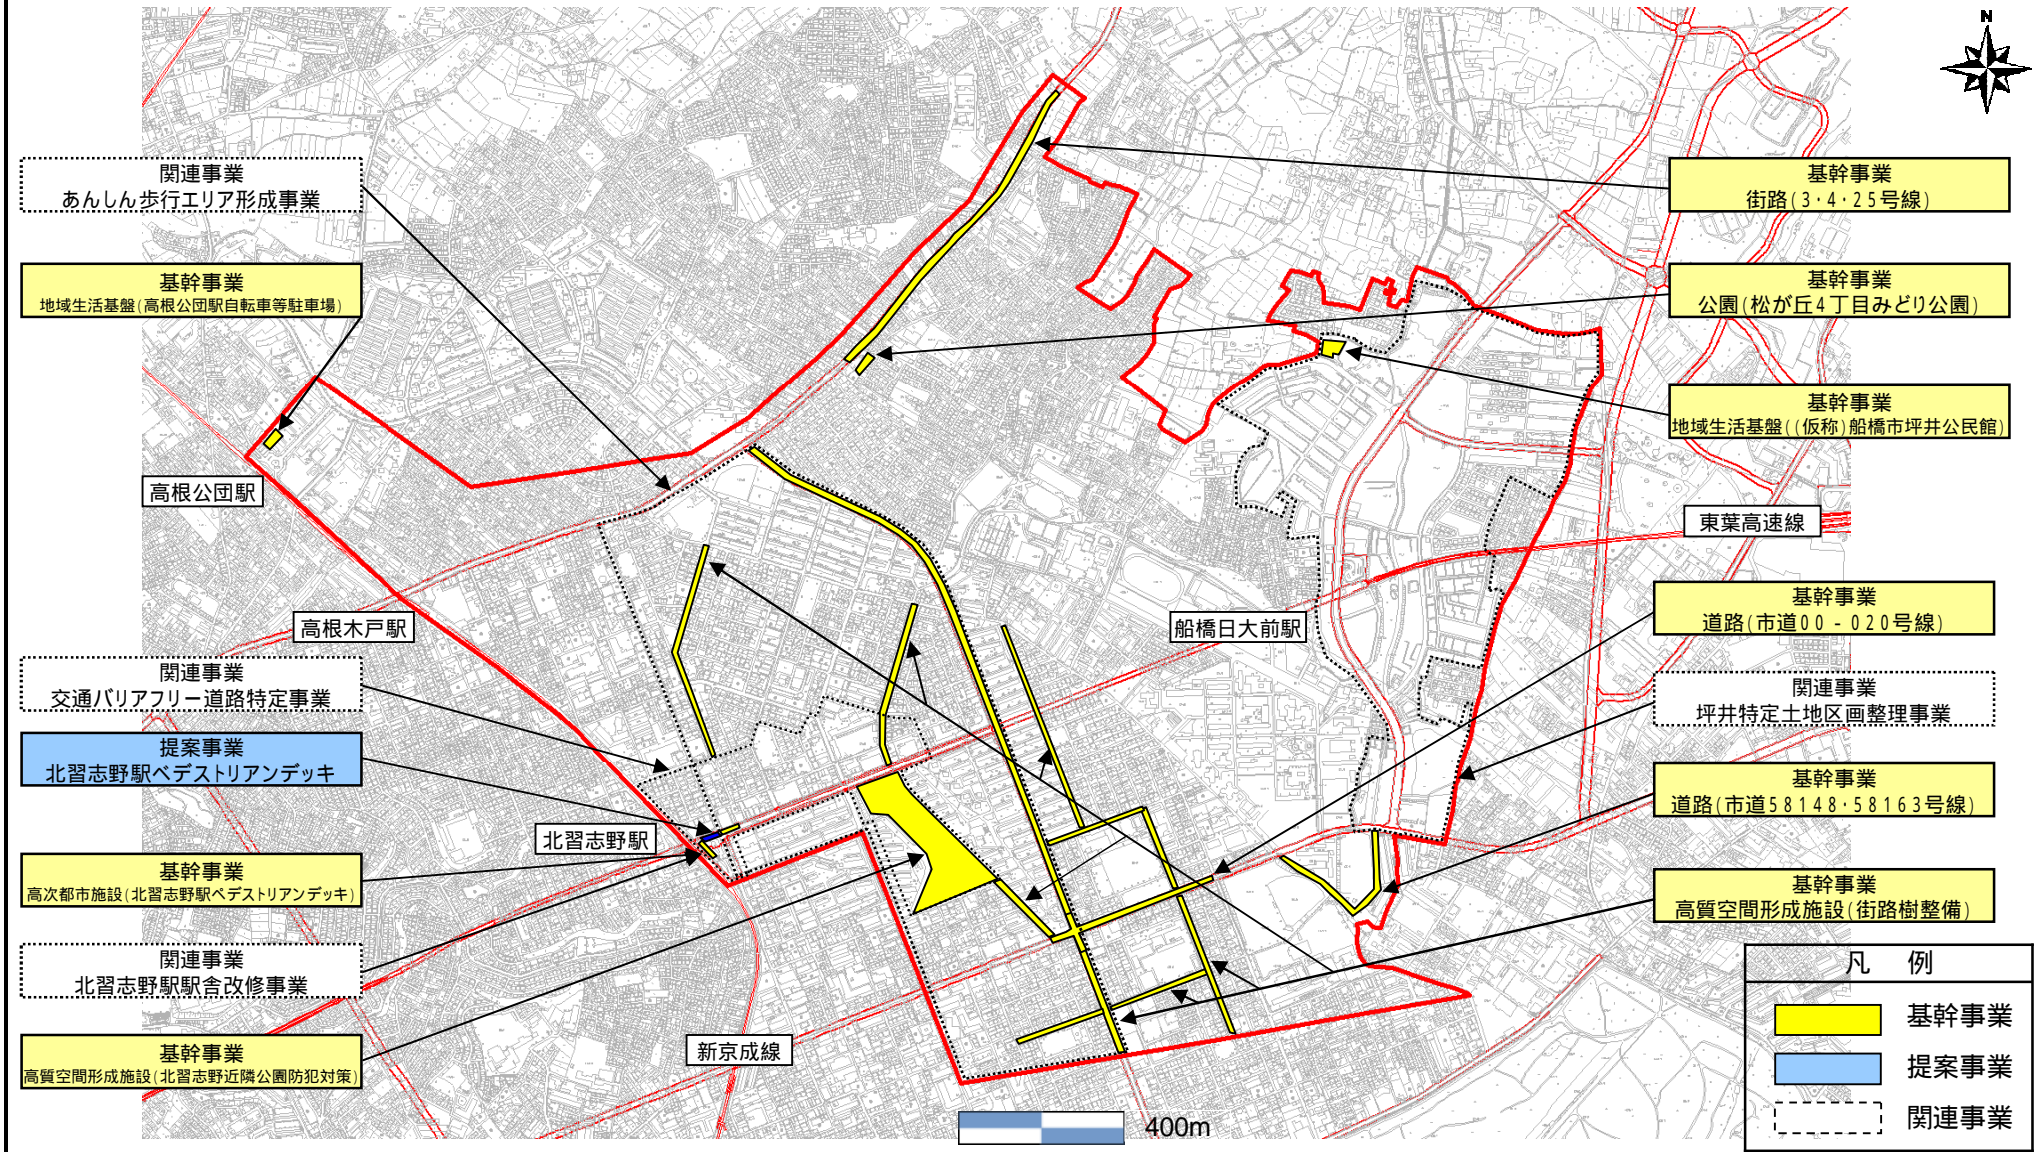 N
関連事業
あんしん歩行エリア形成事業
基幹事業
地域生活基盤(高根公団駅自転車等駐車場)
高根公団駅
高根木戸駅
関連事業
交通バリアフリー道路特定事業
提案事業
北習志野駅ペデストリアンデッキ
北習志野駅
基幹事業
高次都市施設(北習志野駅ペデストリアンデッキ)
関連事業
北習志野駅駅舎改修事業
基幹事業
高質空間形成施設(北習志野近隣公園防犯対策)
新京成線
船橋日大前駅
基幹事業
街路(3・4・25号線)
基幹事業
公園(松が丘4丁目みどり公園)
基幹事業
地域生活基盤((仮称)船橋市坪井公民館)
東葉高速線
基幹事業
道路(市道00-020号線)
関連事業
坪井特定土地区画整理事業
基幹事業
道路(市道58148・58163号線)
基幹事業
高質空間形成施設(街路樹整備)
凡 例
基幹事業
提案事業
関連事業
400m